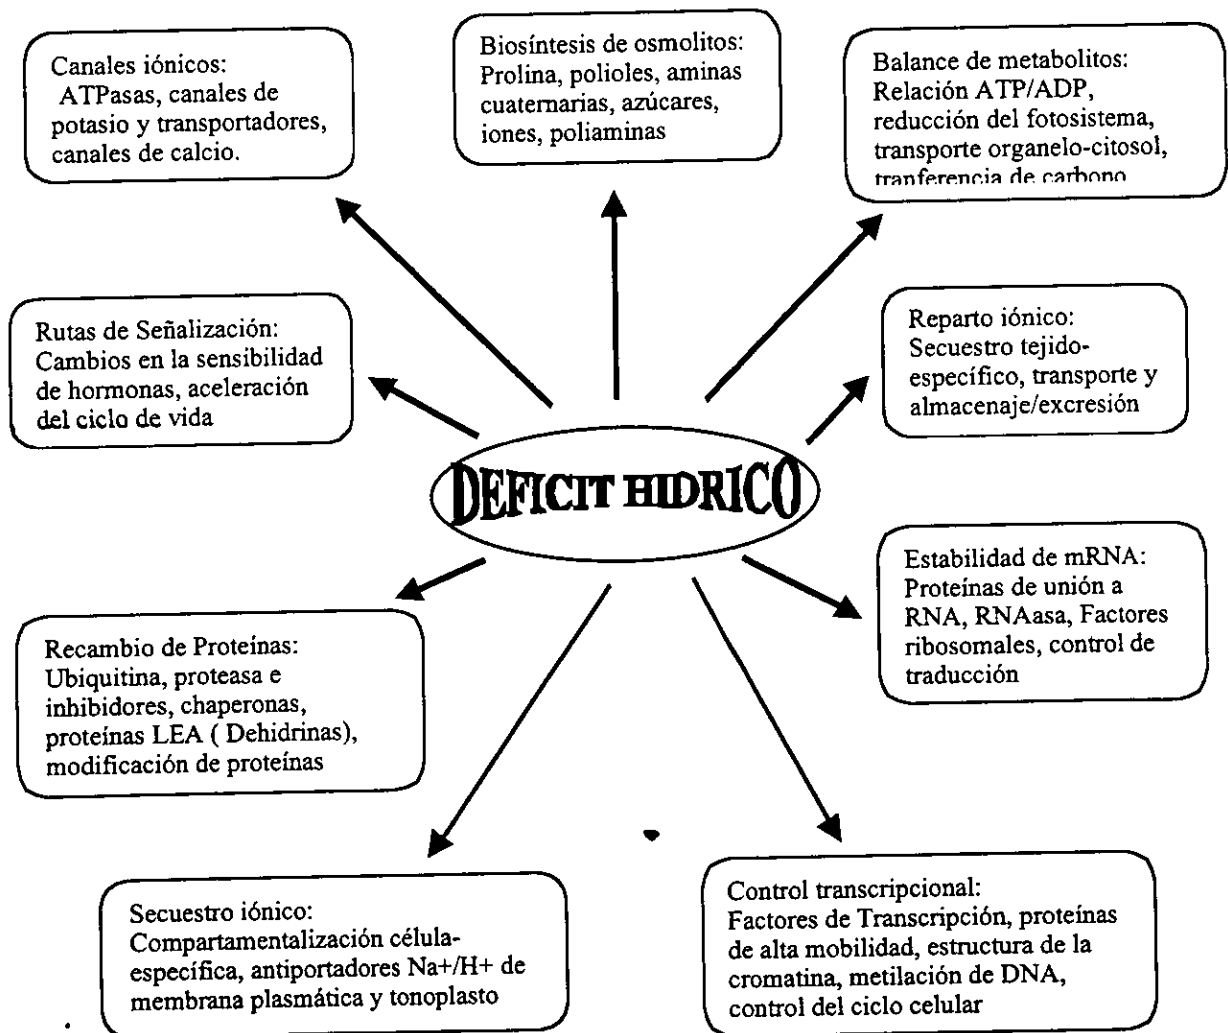 Canales iónicos:
ATPasas, canales de
potasio y transportadores,
canales de calcio.
Biosíntesis de osmolitos:
Prolina, polioles, aminas
cuaternarias, azúcares,
iones, poliaminas
Balance de metabolitos:
Relación ATP/ADP,
reducción del fotosistema,
transporte organelo-citosol,
tranferencia de carbono
Rutas de Señalización:
Cambios en la sensibilidad
de hormonas, aceleración
del ciclo de vida
Reparto iónico:
Secuestro tejido-
específico, transporte y
almacenaje/excresión
DEFICIT HIDRICO
Recambio de Proteínas:
Ubiquitina, proteasa e
inhibidores, chaperonas,
proteínas LEA ( Dehidrinas),
modificación de proteínas
Estabilidad de mRNA:
Proteínas de unión a
RNA, RNAasa, Factores
ribosomales, control de
traducción
Secuestro iónico:
Compartamentalización célula-
específica, antiportadores Na+/H+ de
membrana plasmática y tonoplasto
Control transcripcional:
Factores de Transcripción, proteínas
de alta mobilidad, estructura de la
cromatina, metilación de DNA,
control del ciclo celular